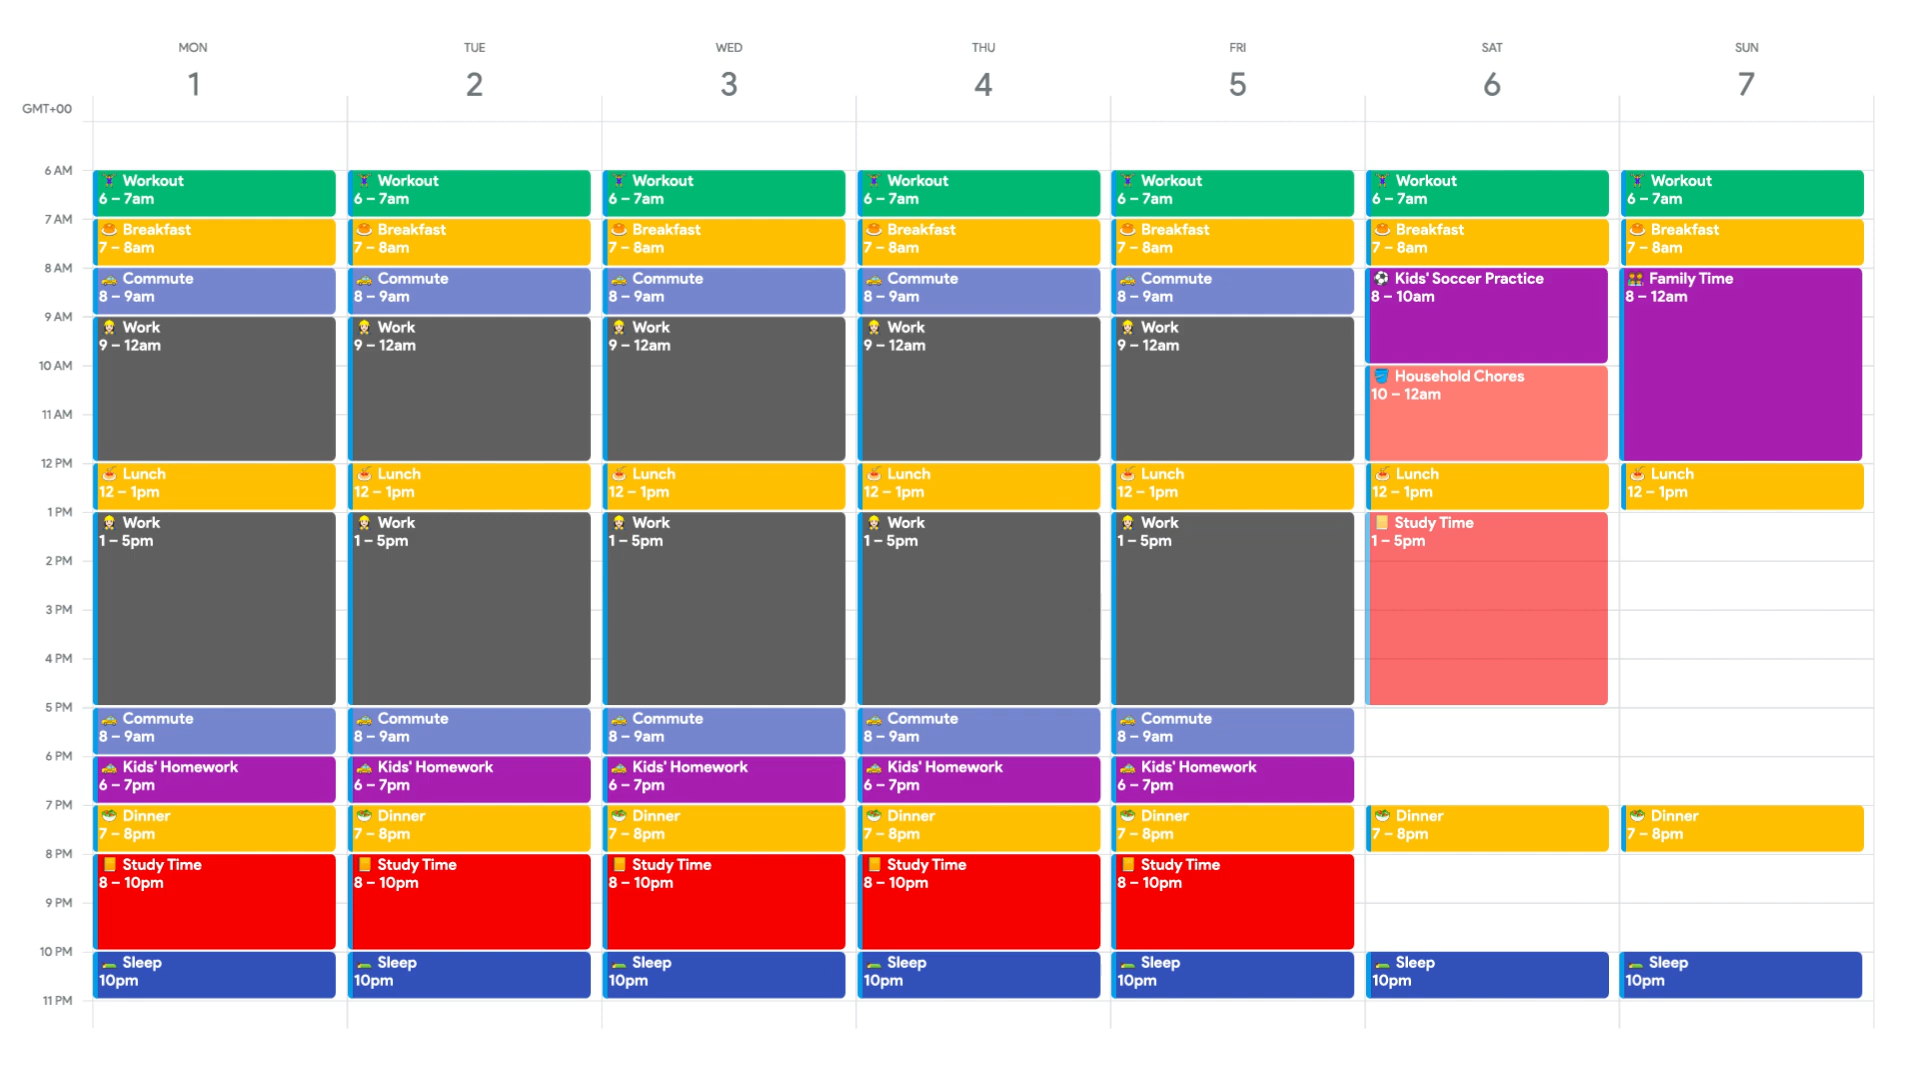 MON
TUE
WED
THU
FRI
SAT
SUN
1
2
3
4
5
6
7
GMT+00
6 AM
Workout
6 – 7am
Workout
6 – 7am
Workout
6 – 7am
Workout
6 – 7am
Workout
6 – 7am
Workout
6 – 7am
Workout
6 – 7am
7 AM
Breakfast
7 – 8am
Breakfast
7 – 8am
Breakfast
7 – 8am
Breakfast
7 – 8am
Breakfast
7 – 8am
Breakfast
7 – 8am
Breakfast
7 – 8am
8 AM
Commute
8 – 9am
Commute
8 – 9am
Commute
8 – 9am
Commute
8 – 9am
Commute
8 – 9am
Kids' Soccer Practice
8 – 10am
Family Time
8 – 12am
9 AM
Work
9 – 12am
Work
9 – 12am
Work
9 – 12am
Work
9 – 12am
Work
9 – 12am
10 AM
Household Chores
10 – 12am
11 AM
12 PM
Lunch
12 – 1pm
Lunch
12 – 1pm
Lunch
12 – 1pm
Lunch
12 – 1pm
Lunch
12 – 1pm
Lunch
12 – 1pm
Lunch
12 – 1pm
1 PM
Work
1 – 5pm
Work
1 – 5pm
Work
1 – 5pm
Work
1 – 5pm
Work
1 – 5pm
Study Time
1 – 5pm
2 PM
3 PM
4 PM
5 PM
Commute
8 – 9am
Commute
8 – 9am
Commute
8 – 9am
Commute
8 – 9am
Commute
8 – 9am
6 PM
Kids' Homework
6 – 7pm
Kids' Homework
6 – 7pm
Kids' Homework
6 – 7pm
Kids' Homework
6 – 7pm
Kids' Homework
6 – 7pm
7 PM
Dinner
7 – 8pm
Dinner
7 – 8pm
Dinner
7 – 8pm
Dinner
7 – 8pm
Dinner
7 – 8pm
Dinner
7 – 8pm
Dinner
7 – 8pm
8 PM
Study Time
8 – 10pm
Study Time
8 – 10pm
Study Time
8 – 10pm
Study Time
8 – 10pm
Study Time
8 – 10pm
9 PM
10 PM
Sleep
10pm
Sleep
10pm
Sleep
10pm
Sleep
10pm
Sleep
10pm
Sleep
10pm
Sleep
10pm
11 PM